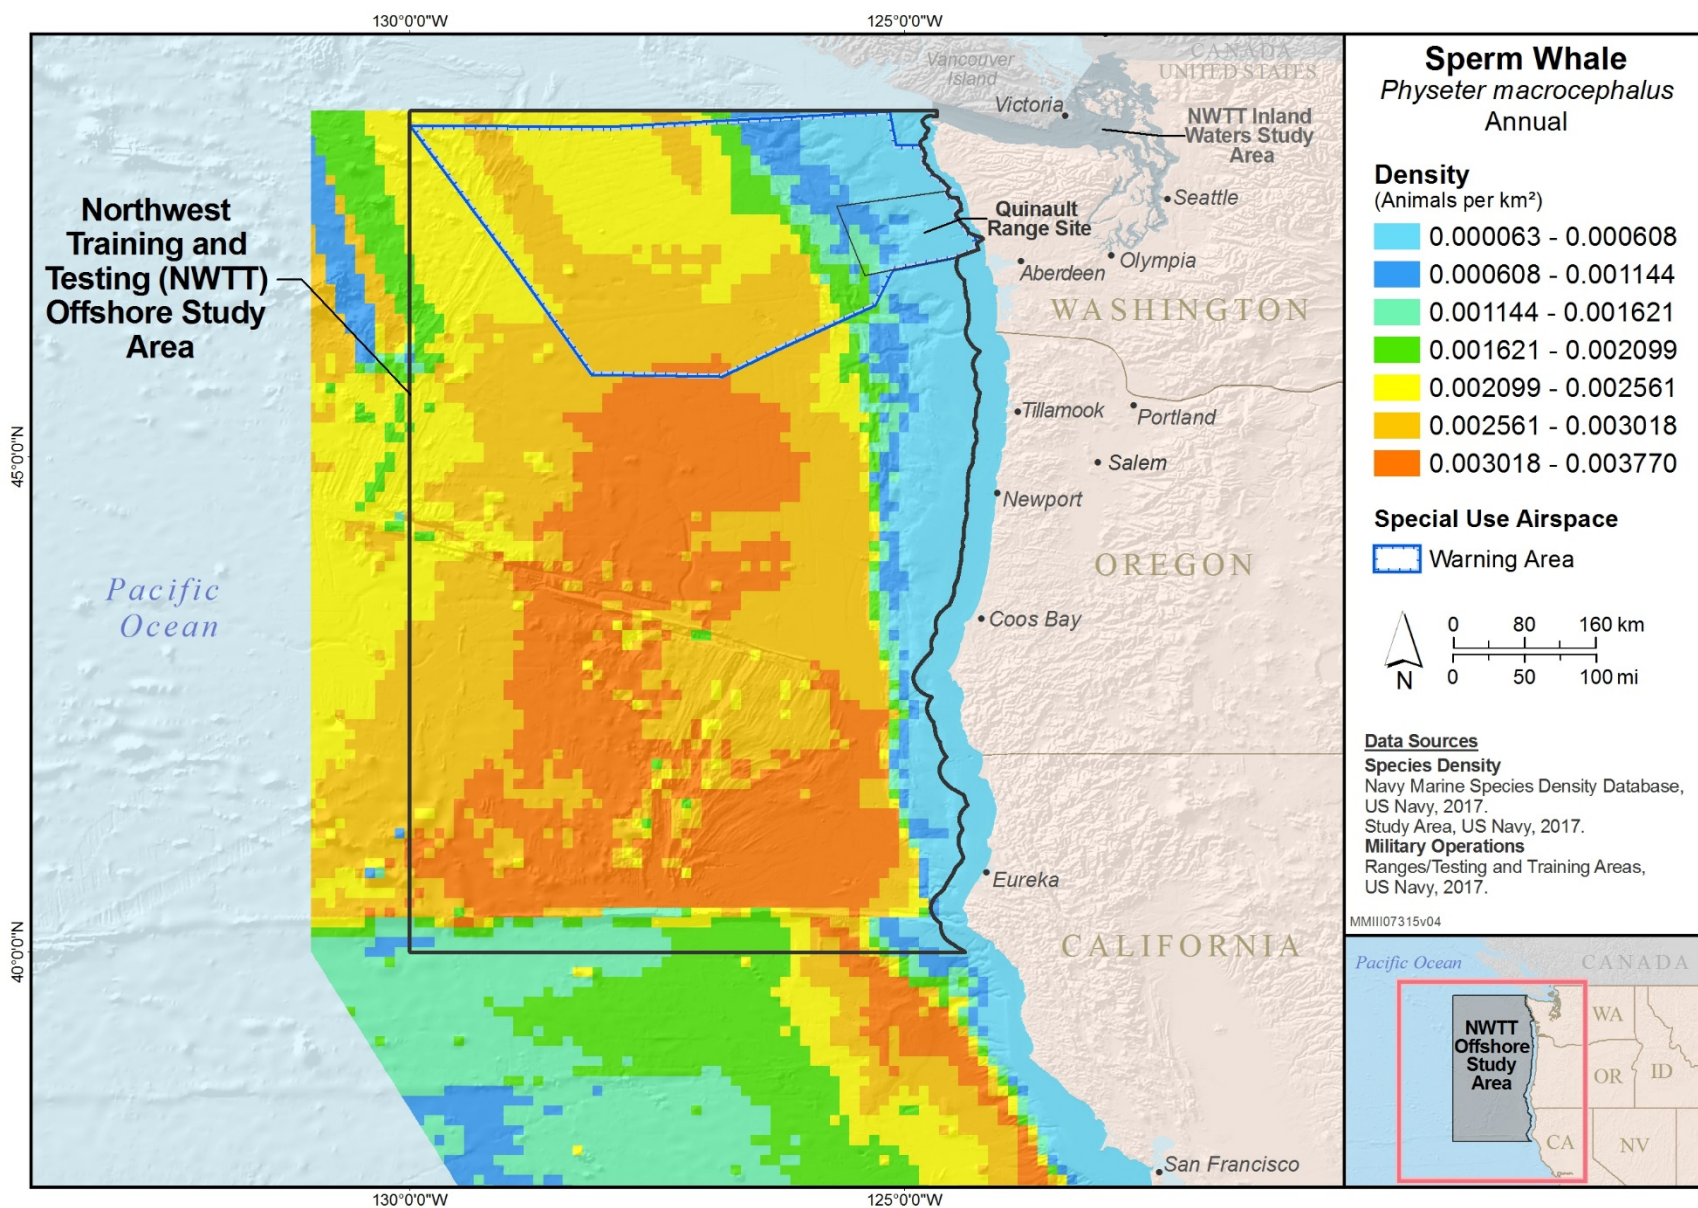 130°0'0"W
125°0'0"W
CANADA
UNITED STATES
Vancouver
Island
Victoria
NWTT Inland
Waters Study
Area
Seattle
Northwest
Training and
Testing (NWTT)
Offshore Study
Area
Quinault
Range Site
Aberdeen
Olympia
WASHINGTON
Tillamook
Portland
45°0'0"N
Salem
Newport
OREGON
Pacific
Ocean
Coos Bay
Eureka
40°0'0"N
CALIFORNIA
San Francisco
130°0'0"W
125°0'0"W
Sperm Whale
Physeter macrocephalus
Annual
Density
(Animals per km²)
0.000063 - 0.000608
0.000608 - 0.001144
0.001144 - 0.001621
0.001621 - 0.002099
0.002099 - 0.002561
0.002561 - 0.003018
0.003018 - 0.003770
Special Use Airspace
Warning Area
N
0 80 160 km
0 50 100 mi
Data Sources
Species Density
Navy Marine Species Density Database,
US Navy, 2017.
Study Area, US Navy, 2017.
Military Operations
Ranges/Testing and Training Areas,
US Navy, 2017.
MMIII07315v04
Pacific Ocean
CANADA
NWTT
Offshore
Study
Area
WA
OR
ID
CA
NV